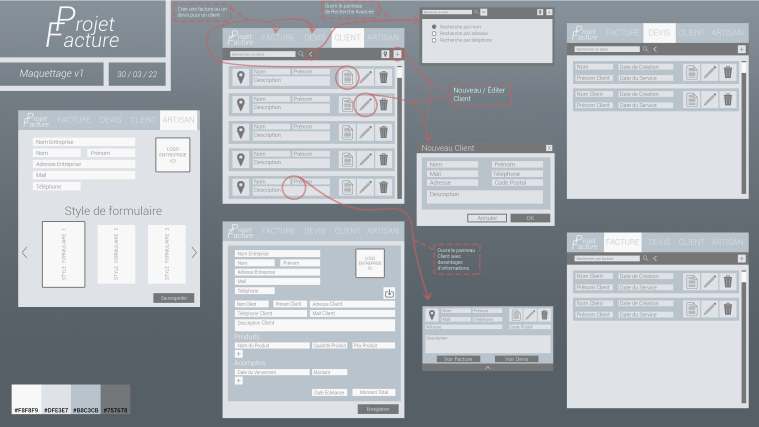 Projet
Facture
Maquettage v1
30 / 03 / 22
Projet
Facture
FACTURE
DEVIS
CLIENT
ARTISAN
Nom Entreprise
Nom
Prénom
Adresse Entreprise
Mail
Téléphone
LOGO
ENTREPRISE
ICI
Style de formulaire
STYLE FORMULAIRE 1
STYLE FORMULAIRE 2
STYLE FORMULAIRE 3
Sauvegarder
#F8F8F9
#DFE3E7
#B8C3CB
#757678
Crée une facture ou un
devis pour un client
Ouvre le panneau
de Recherche Avancée
Projet
Facture
FACTURE
DEVIS
CLIENT
ARTISAN
Rechercher un client
Nom
Prénom
Description
Nom
Prénom
Description
Nom
Prénom
Description
Nom
Prénom
Description
Nom
Prénom
Description
Projet
Facture
FACTURE
DEVIS
CLIENT
ARTISAN
Nom Entreprise
Nom
Prénom
Adresse Entreprise
Mail
Téléphone
LOGO
ENTREPRISE
ICI
Nom Client
Prénom Client
Adresse Client
Téléphone Client
Mail Client
Description Client
Produits
Nom du Produit
Quantité Produit
Prix Produit
+
Acomptes
Date du Versement
Montant
+
Date Échéance
Montant Total
Enregistrer
Rechercher un client
Recherche par nom
Recherche par adresse
Recherche par téléphone
Nouveau / Éditer
Client
Nouveau Client
X
Nom
Prénom
Mail
Téléphone
Adresse
Code Postal
Description
Annuler
OK
Ouvre le panneau
Client avec
davantages
d'informations
Nom
Prénom
Mail
Téléphone
Adresse
Code Postal
Description
Voir Facture
Voir Devis
Projet
Facture
FACTURE
DEVIS
CLIENT
ARTISAN
Rechercher un devis
Nom Client
Date de Création
Prénom Client
Date du Service
Nom Client
Date de Création
Prénom Client
Date du Service
Projet
Facture
FACTURE
DEVIS
CLIENT
ARTISAN
Rechercher par facture
Nom Client
Date de Création
Prénom Client
Date du Service
Nom Client
Date de Création
Prénom Client
Date du Service